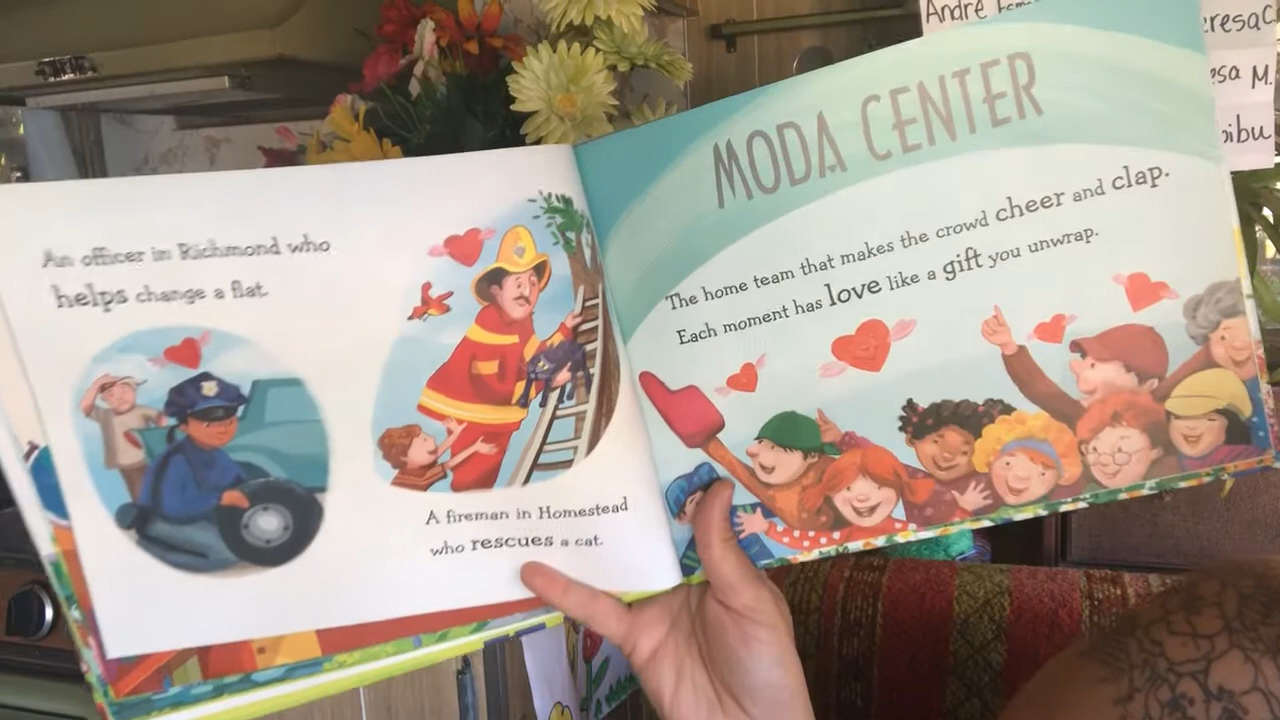 An officer in Richmond who
helps change a flat.
A fireman in Homestead
who rescues a cat.
MODA CENTER
The home team that makes the crowd cheer and clap.
Each moment has love like a gift you unwrap.
André
esa M.